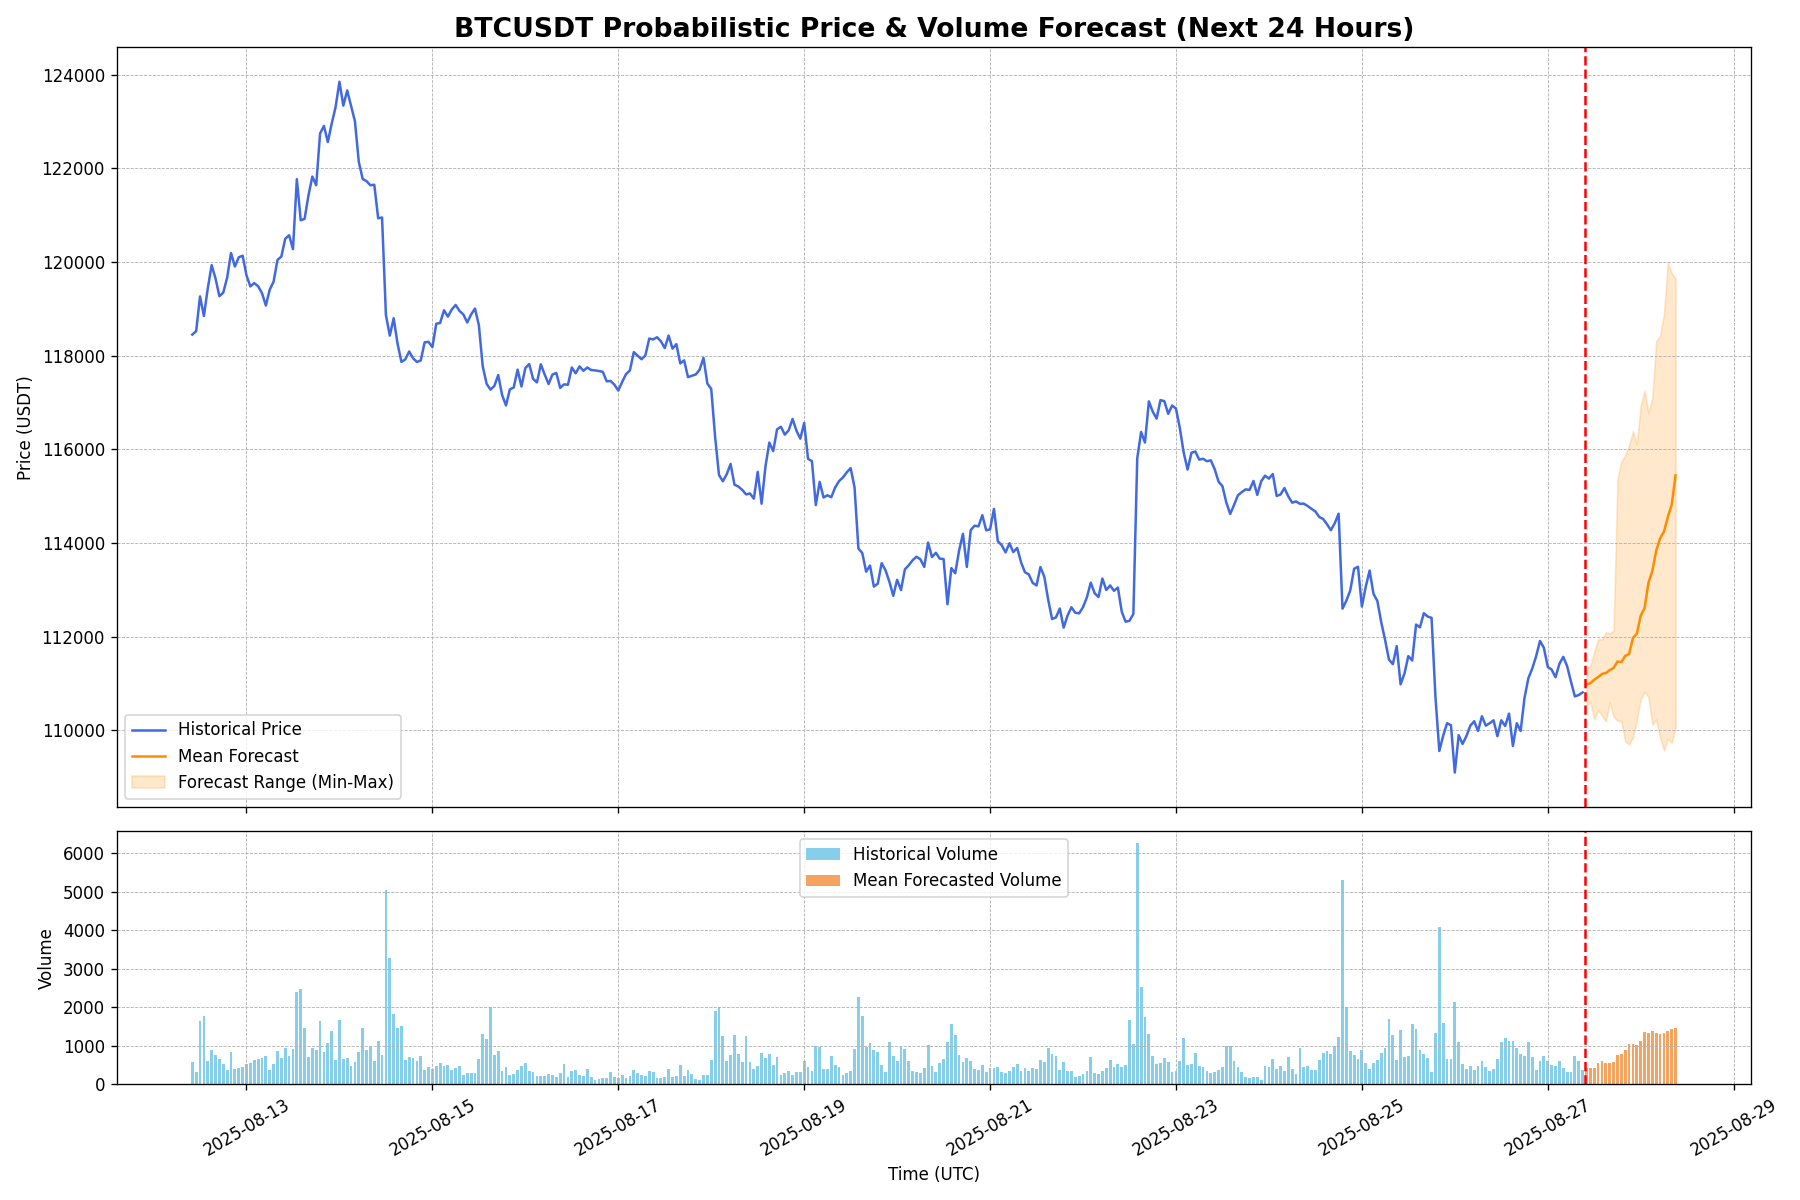 BTCUSDT Probabilistic Price & Volume Forecast (Next 24 Hours)
124000
122000
120000
118000
116000
114000
112000
110000
Price (USDT)
Historical Price
Mean Forecast
Forecast Range (Min-Max)
6000
5000
4000
3000
2000
1000
0
Volume
Historical Volume
Mean Forecasted Volume
2025-08-13
2025-08-15
2025-08-17
2025-08-19
2025-08-21
2025-08-23
2025-08-25
2025-08-27
2025-08-29
Time (UTC)